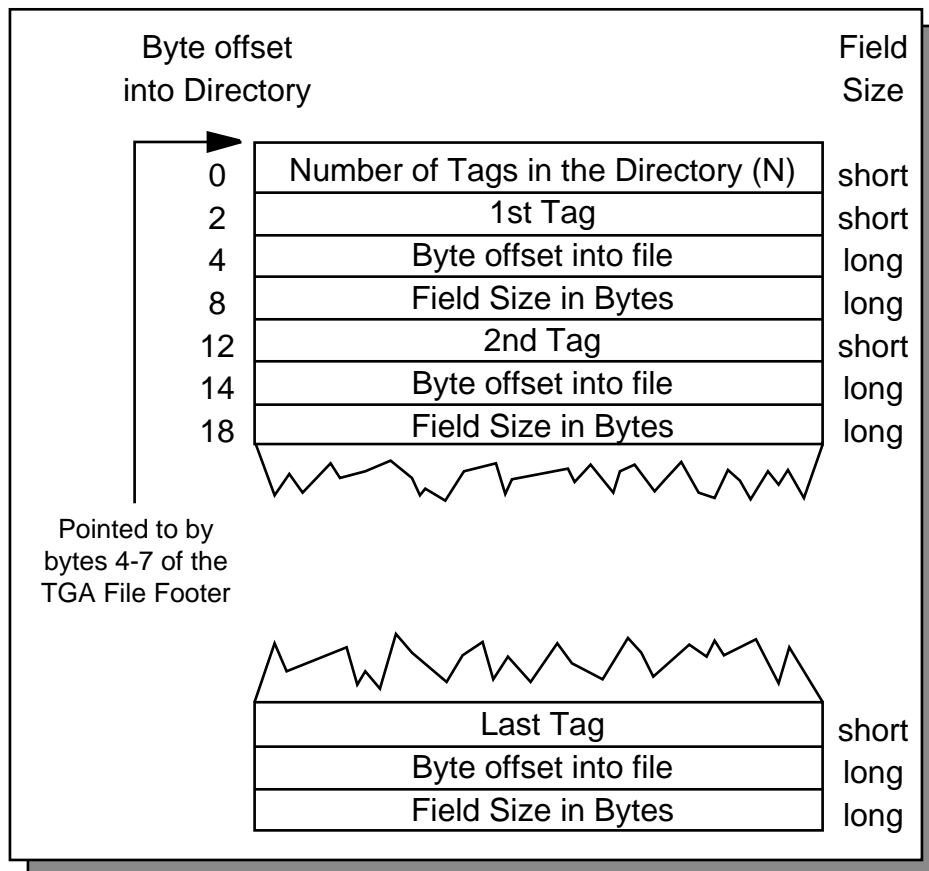 Byte offset
into Directory
Field
Size
0 Number of Tags in the Directory (N) short
2 1st Tag short
4 Byte offset into file long
8 Field Size in Bytes long
12 2nd Tag short
14 Byte offset into file long
18 Field Size in Bytes long
Pointed to by
bytes 4-7 of the
TGA File Footer
Last Tag short
Byte offset into file long
Field Size in Bytes long